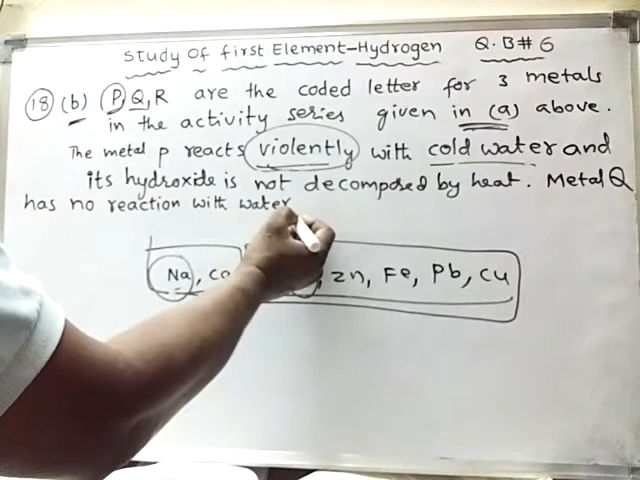 Study Of first Element-Hydrogen Q.B# 6
18 (b) P, Q, R are the coded letter for 3 metals
in the activity series given in (a) above.
The metal p reacts violently with cold water and
its hydroxide is not decomposed by heat. Metal Q
has no reaction with water
Na, Ca , Zn, Fe, Pb, Cu